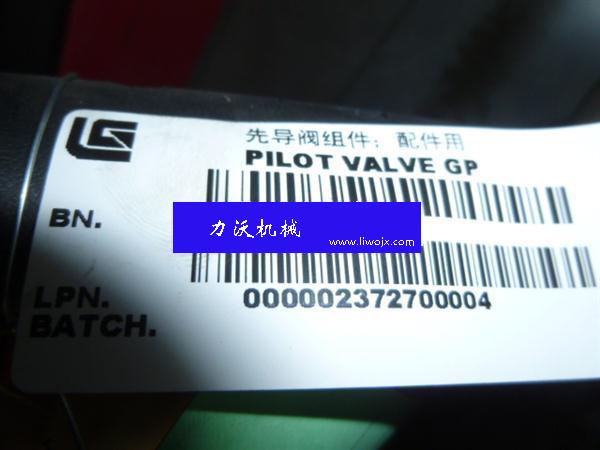 LG
先导阀组件；配件用
PILOT VALVE GP
BN.
力沃机械
www.liwojx.com
LPN.
000002372700004
BATCH.